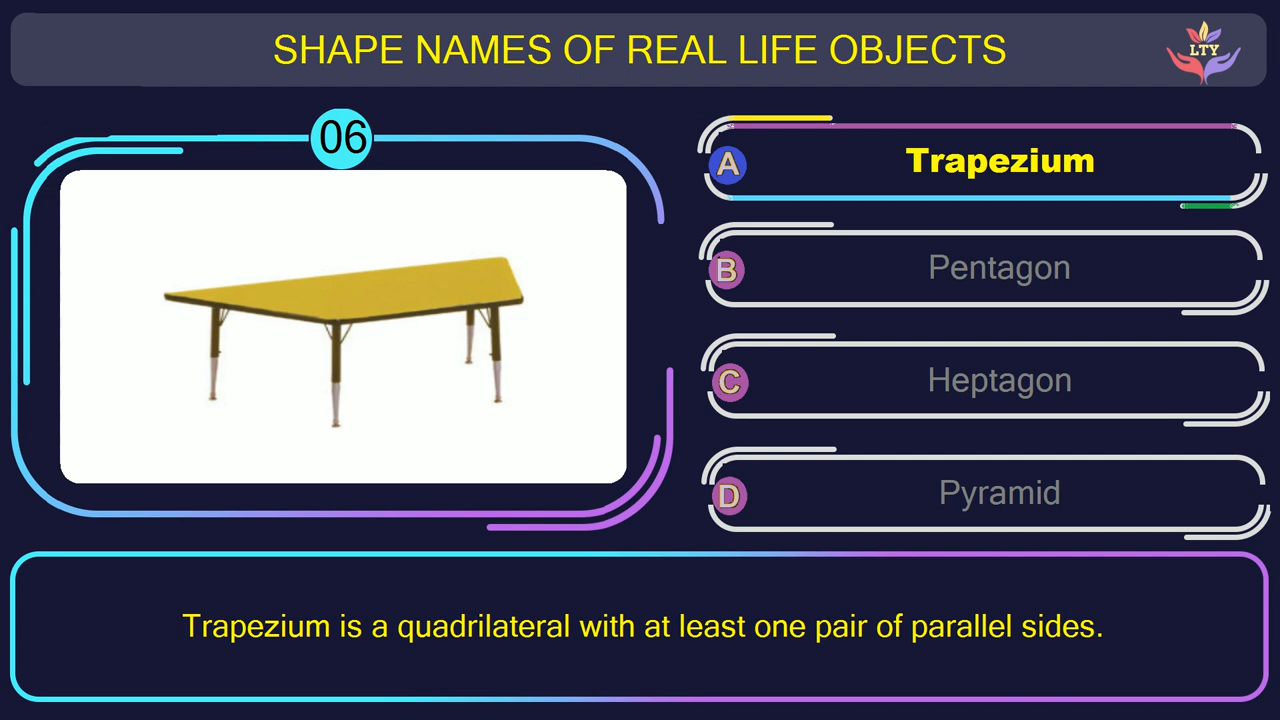 SHAPE NAMES OF REAL LIFE OBJECTS
LTY
06
A Trapezium
B Pentagon
C Heptagon
D Pyramid
Trapezium is a quadrilateral with at least one pair of parallel sides.